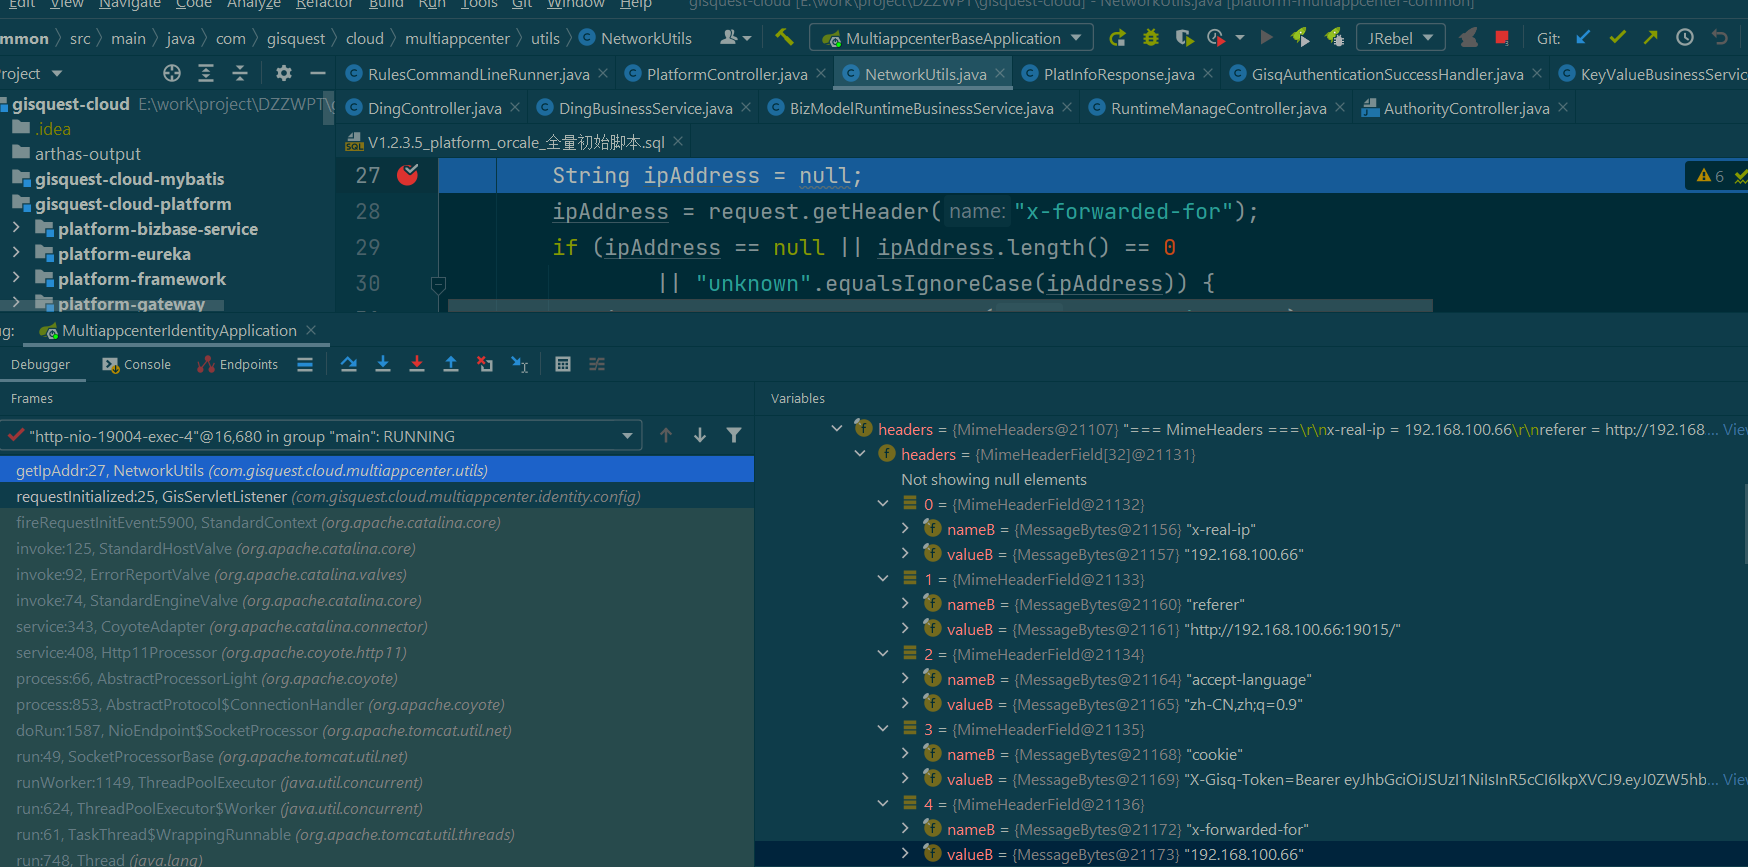 Edit View Navigate Code Analyze Refactor Build Run Tools Git Window Help gisquest-cloud [E:\work\project\DZZWPT\gisquest-cloud] - NetworkUtils.java [platform-multiappcenter-common]
mmon src main java com gisquest cloud multiappcenter utils NetworkUtils MultiappcenterBaseApplication JRebel Git:
roject RulesCommandLineRunner.java PlatformController.java NetworkUtils.java PlatInfoResponse.java GisqAuthenticationSuccessHandler.java KeyValueBusinessServic
gisquest-cloud E:\work\project\DZZWPT\g DingController.java DingBusinessService.java BizModelRuntimeBusinessService.java RuntimeManageController.java AuthorityController.java
.idea
arthas-output
V1.2.3.5_platform_orcale_全量初始脚本.sql
gisquest-cloud-mybatis
gisquest-cloud-platform
platform-bizbase-service
platform-eureka
platform-framework
platform-gateway
27 String ipAddress = null;
6
28 ipAddress = request.getHeader( name: "x-forwarded-for");
29 if (ipAddress == null || ipAddress.length() == 0
30 || "unknown".equalsIgnoreCase(ipAddress)) {
ug: MultiappcenterIdentityApplication
Debugger Console Endpoints
Frames
"http-nio-19004-exec-4"@16,680 in group "main": RUNNING
getIpAddr:27, NetworkUtils (com.gisquest.cloud.multiappcenter.utils)
requestInitialized:25, GisServletListener (com.gisquest.cloud.multiappcenter.identity.config)
fireRequestInitEvent:5900, StandardContext (org.apache.catalina.core)
invoke:125, StandardHostValve (org.apache.catalina.core)
invoke:92, ErrorReportValve (org.apache.catalina.valves)
invoke:74, StandardEngineValve (org.apache.catalina.core)
service:343, CoyoteAdapter (org.apache.catalina.connector)
service:408, Http11Processor (org.apache.coyote.http11)
process:66, AbstractProcessorLight (org.apache.coyote)
process:853, AbstractProtocol$ConnectionHandler (org.apache.coyote)
doRun:1587, NioEndpoint$SocketProcessor (org.apache.tomcat.util.net)
run:49, SocketProcessorBase (org.apache.tomcat.util.net)
runWorker:1149, ThreadPoolExecutor (java.util.concurrent)
run:624, ThreadPoolExecutor$Worker (java.util.concurrent)
run:61, TaskThread$WrappingRunnable (org.apache.tomcat.util.threads)
run:748, Thread (java.lang)
Variables
headers = {MimeHeaders@21107} "=== MimeHeaders ===\r\nx-real-ip = 192.168.100.66\r\nreferer = http://192.168... View
headers = {MimeHeaderField[32]@21131}
Not showing null elements
0 = {MimeHeaderField@21132}
nameB = {MessageBytes@21156} "x-real-ip"
valueB = {MessageBytes@21157} "192.168.100.66"
1 = {MimeHeaderField@21133}
nameB = {MessageBytes@21160} "referer"
valueB = {MessageBytes@21161} "http://192.168.100.66:19015/"
2 = {MimeHeaderField@21134}
nameB = {MessageBytes@21164} "accept-language"
valueB = {MessageBytes@21165} "zh-CN,zh;q=0.9"
3 = {MimeHeaderField@21135}
nameB = {MessageBytes@21168} "cookie"
valueB = {MessageBytes@21169} "X-Gisq-Token=Bearer eyJhbGciOiJSUzI1NiIsInR5cCI6IkpXVCJ9.eyJ0ZW5hb... View
4 = {MimeHeaderField@21136}
nameB = {MessageBytes@21172} "x-forwarded-for"
valueB = {MessageBytes@21173} "192.168.100.66"